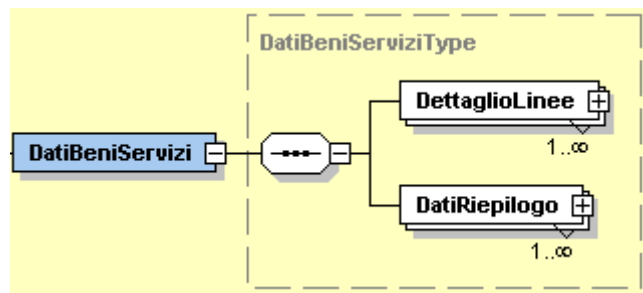 DatiBeniServiziType
DettaglioLinee
1..∞
DatiBeniServizi
DatiRiepilogo
1..∞